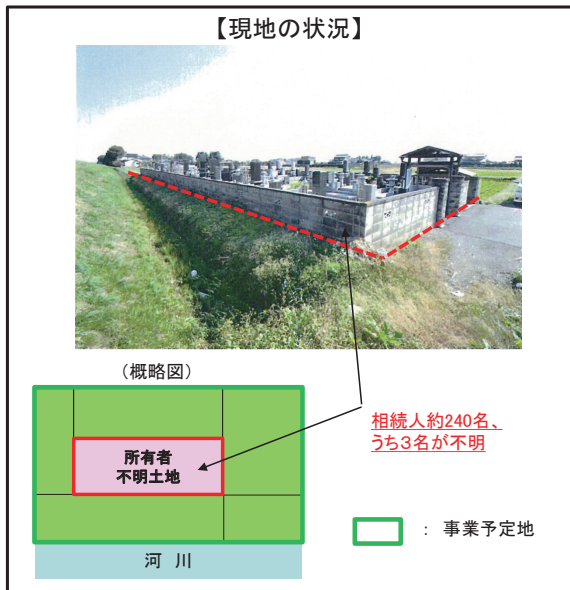 【現地の状況】
(概略図)
相続人約240名、
うち3名が不明
所有者
不明土地
： 事業予定地
河 川